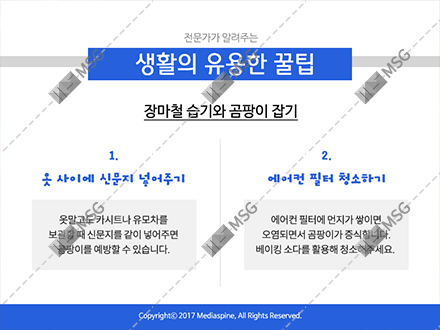 전문가가 알려주는
생활의 유용한 꿀팁
장마철 습기와 곰팡이 잡기
1.
옷 사이에 신문지 넣어주기
옷말고도 카시트나 유모차를
보관할 때 신문지를 같이 넣어주면
곰팡이를 예방할 수 있습니다.
2.
에어컨 필터 청소하기
에어컨 필터에 먼지가 쌓이면
오염되면서 곰팡이가 증식합니다.
베이킹 소다를 활용해 청소해주세요.
Copyrightⓒ 2017 Mediaspine, All Rights Reserved.
MSG
MSG
MSG
MSG
MSG